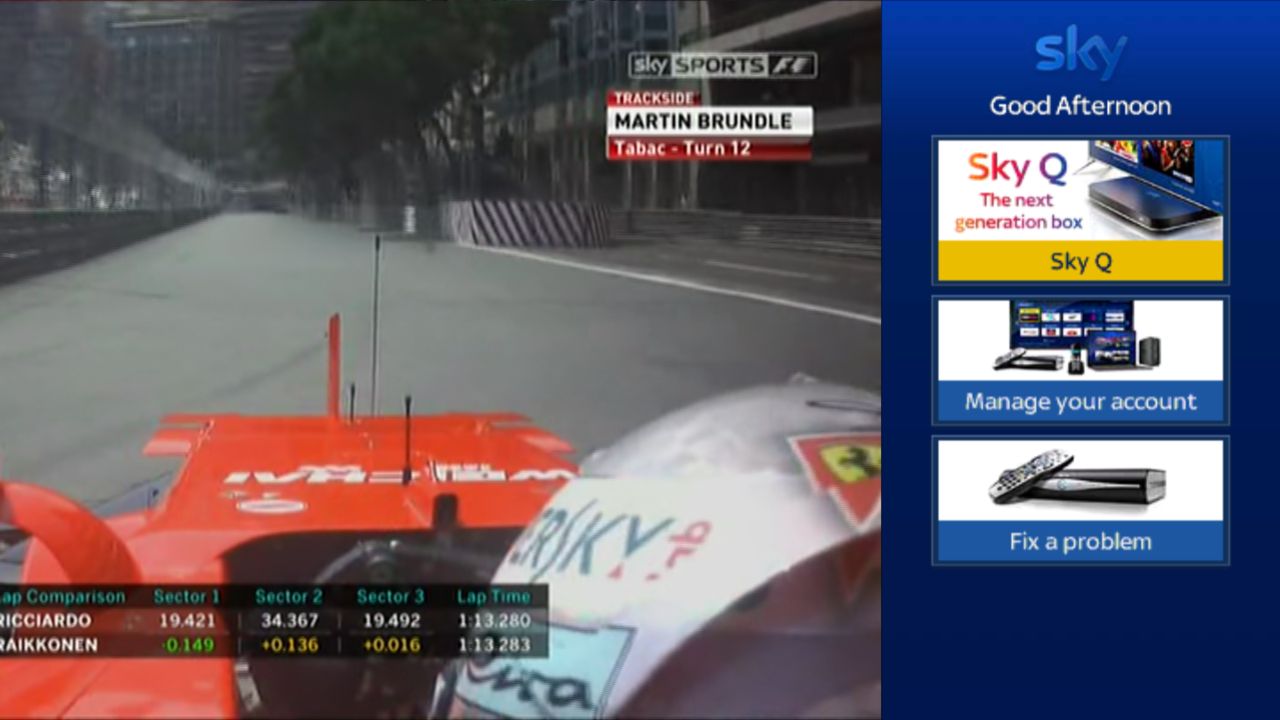 sky SPORTS F1
TRACKSIDE
MARTIN BRUNDLE
Tabac - Turn 12
Lap Comparison Sector 1 Sector 2 Sector 3 Lap Time
RICCIARDO 19.421 34.367 19.492 1:13.280
RAIKKONEN -0.149 +0.136 +0.016 1:13.283
sky
Good Afternoon
Sky Q
The next
generation box
Sky Q
Manage your account
Fix a problem